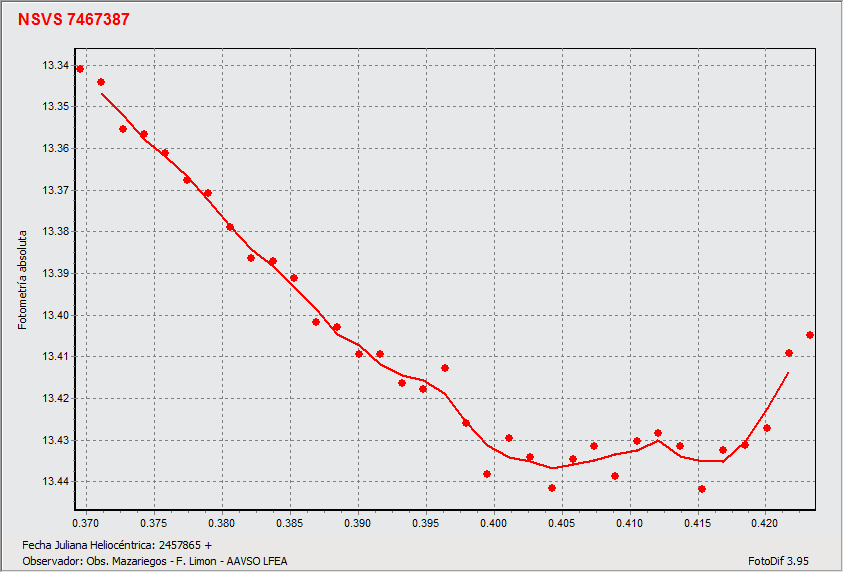 NSVS 7467387
13.34
13.35
13.36
13.37
13.38
13.39
13.40
13.41
13.42
13.43
13.44
Fotometría absoluta
0.370 0.375 0.380 0.385 0.390 0.395 0.400 0.405 0.410 0.415 0.420
Fecha Juliana Heliocéntrica: 2457865 +
Observador: Obs. Mazariegos - F. Limon - AAVSO LFEA
FotoDif 3.95